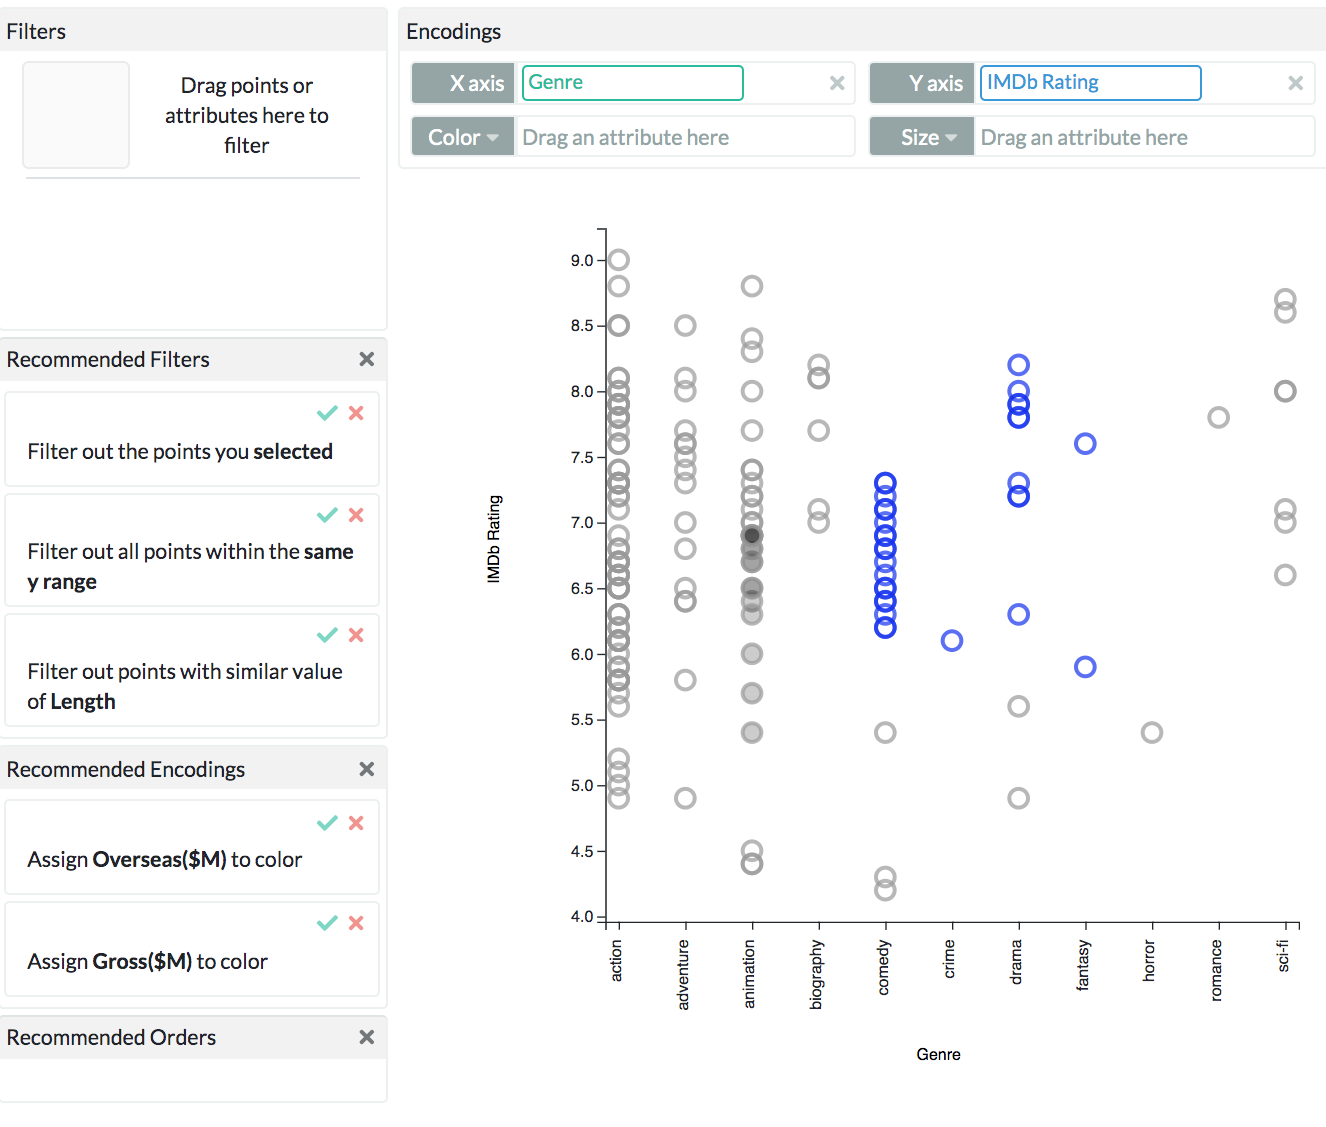 Filters
Drag points or
attributes here to
filter
Recommended Filters
Filter out the points you selected
Filter out all points within the same
y range
Filter out points with similar value
of Length
Recommended Encodings
Assign Overseas($M) to color
Assign Gross($M) to color
Recommended Orders
Encodings
X axis Genre
Y axis IMDb Rating
Color Drag an attribute here
Size Drag an attribute here
9.0
8.5
8.0
7.5
7.0
6.5
6.0
5.5
5.0
4.5
4.0
IMDb Rating
action
adventure
animation
biography
comedy
crime
drama
fantasy
horror
romance
sci-fi
Genre